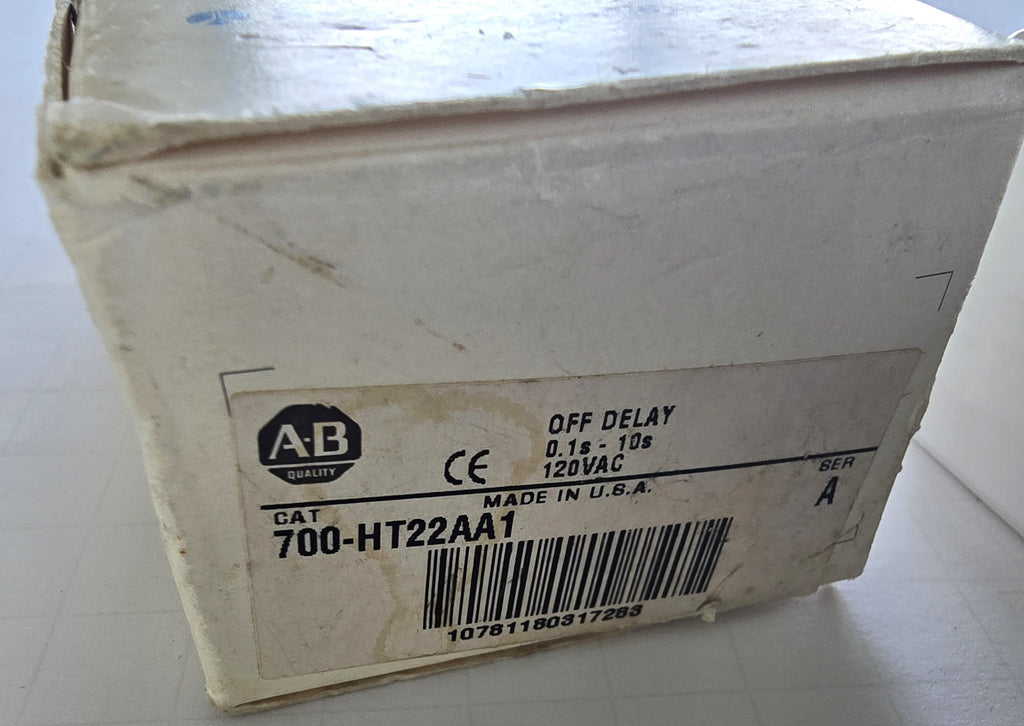 A-B
QUALITY
CE
OFF DELAY
0.1s - 10s
120VAC
MADE IN U.S.A.
SER
A
CAT
700-HT22AA1
10781180317283